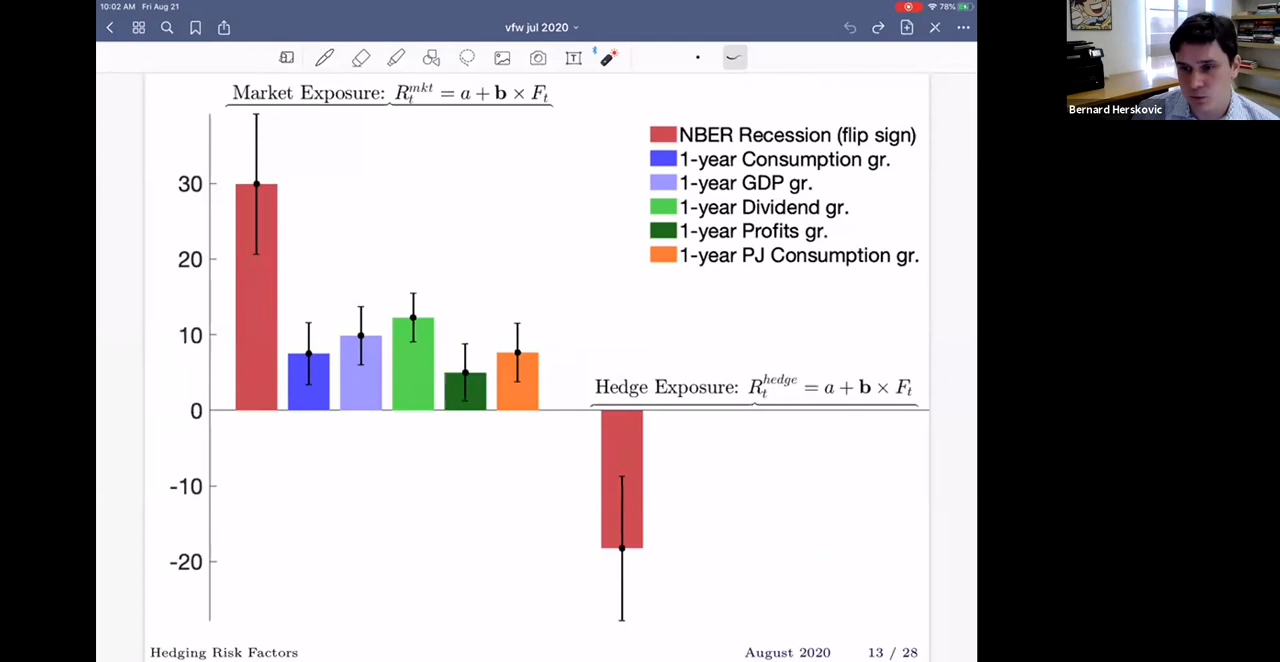 10:02 AM Fri Aug 21
78%
vfw jul 2020
T
Bernard Herskovic
Market Exposure: R_t^{mkt} = a + b × F_t
NBER Recession (flip sign)
1-year Consumption gr.
1-year GDP gr.
1-year Dividend gr.
1-year Profits gr.
1-year PJ Consumption gr.
30
20
10
0
-10
-20
Hedge Exposure: R_t^{hedge} = a + b × F_t
Hedging Risk Factors
August 2020
13 / 28